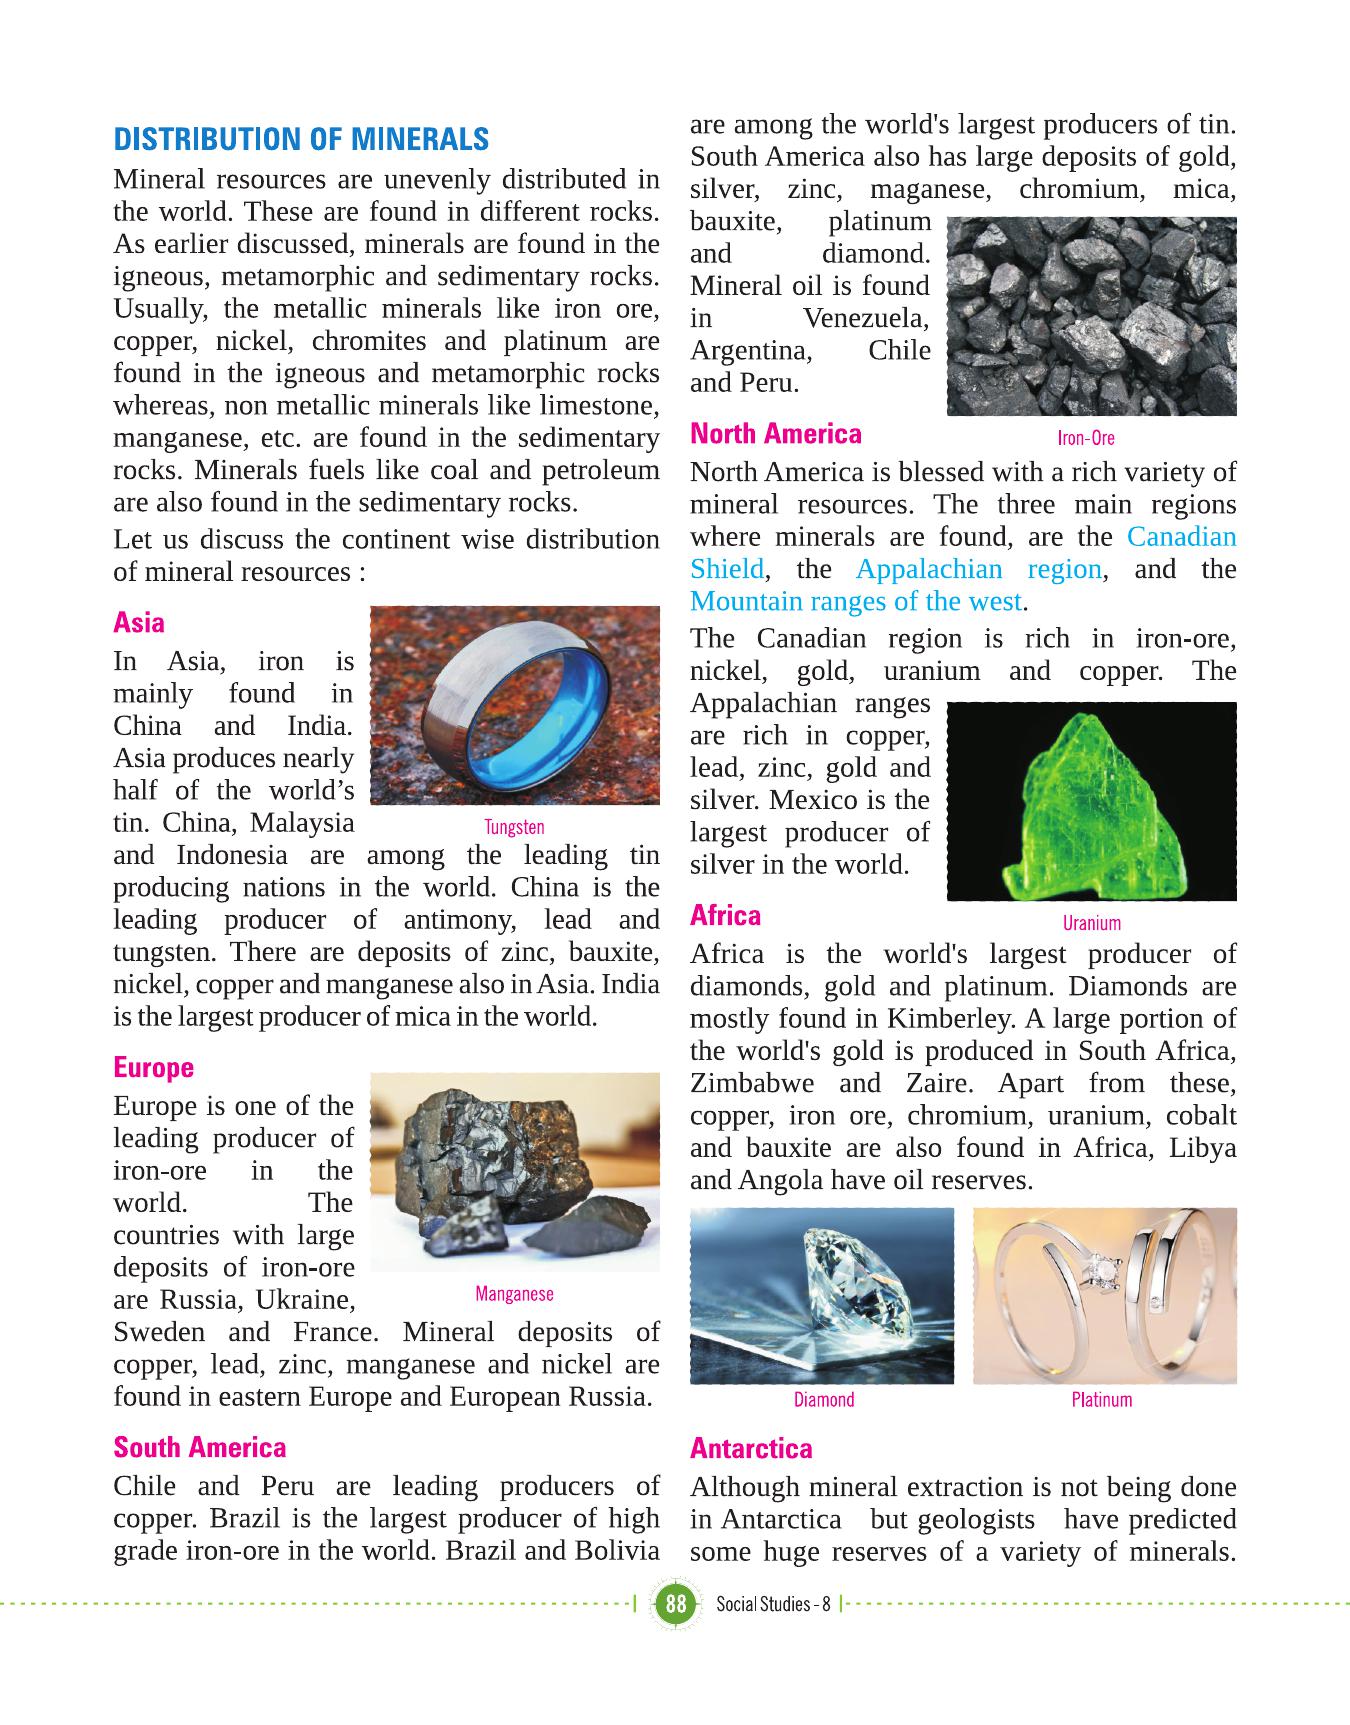 DISTRIBUTION OF MINERALS
Mineral resources are unevenly distributed in
the world. These are found in different rocks.
As earlier discussed, minerals are found in the
igneous, metamorphic and sedimentary rocks.
Usually, the metallic minerals like iron ore,
copper, nickel, chromites and platinum are
found in the igneous and metamorphic rocks
whereas, non metallic minerals like limestone,
manganese, etc. are found in the sedimentary
rocks. Minerals fuels like coal and petroleum
are also found in the sedimentary rocks.
Let us discuss the continent wise distribution
of mineral resources :
Asia
In Asia, iron is
mainly found in
China and India.
Asia produces nearly
half of the world’s
tin. China, Malaysia
Tungsten
and Indonesia are among the leading tin
producing nations in the world. China is the
leading producer of antimony, lead and
tungsten. There are deposits of zinc, bauxite,
nickel, copper and manganese also in Asia. India
is the largest producer of mica in the world.
Europe
Europe is one of the
leading producer of
iron-ore in the
world. The
countries with large
deposits of iron-ore
are Russia, Ukraine,
Manganese
Sweden and France. Mineral deposits of
copper, lead, zinc, manganese and nickel are
found in eastern Europe and European Russia.
South America
Chile and Peru are leading producers of
copper. Brazil is the largest producer of high
grade iron-ore in the world. Brazil and Bolivia
are among the world's largest producers of tin.
South America also has large deposits of gold,
silver, zinc, maganese, chromium, mica,
bauxite, platinum
and diamond.
Mineral oil is found
in Venezuela,
Argentina, Chile
and Peru.
Iron-Ore
North America
North America is blessed with a rich variety of
mineral resources. The three main regions
where minerals are found, are the Canadian
Shield, the Appalachian region, and the
Mountain ranges of the west.
The Canadian region is rich in iron-ore,
nickel, gold, uranium and copper. The
Appalachian ranges
are rich in copper,
lead, zinc, gold and
silver. Mexico is the
largest producer of
silver in the world.
Uranium
Africa
Africa is the world's largest producer of
diamonds, gold and platinum. Diamonds are
mostly found in Kimberley. A large portion of
the world's gold is produced in South Africa,
Zimbabwe and Zaire. Apart from these,
copper, iron ore, chromium, uranium, cobalt
and bauxite are also found in Africa, Libya
and Angola have oil reserves.
Diamond
Platinum
Antarctica
Although mineral extraction is not being done
in Antarctica but geologists have predicted
some huge reserves of a variety of minerals.
88 Social Studies - 8